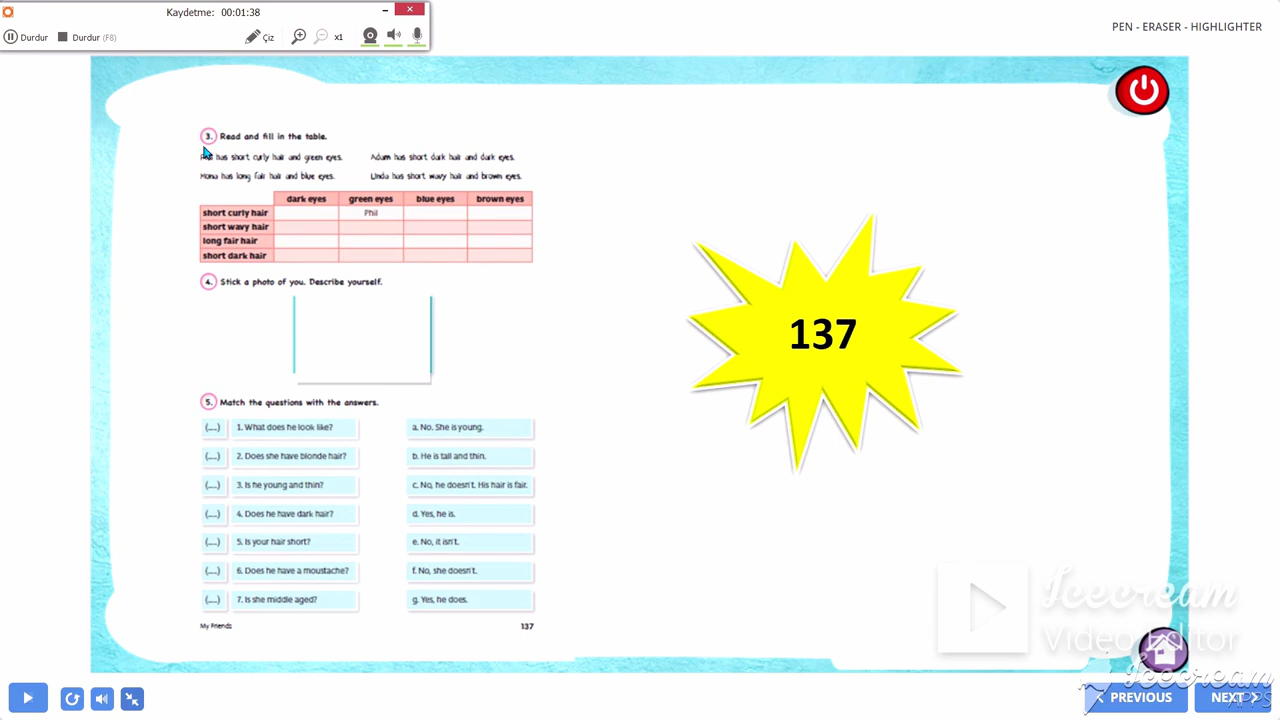 Kaydetme: 00:01:38
Durdur Durdur (F8) Çiz x1
PEN - ERASER - HIGHLIGHTER
3. Read and fill in the table.
has short curly hair and green eyes. Adam has short dark hair and dark eyes.
Mona has long fair hair and blue eyes. Linda has short wavy hair and brown eyes.
dark eyes green eyes blue eyes brown eyes
short curly hair Phil
short wavy hair
long fair hair
short dark hair
4. Stick a photo of you. Describe yourself.
137
5. Match the questions with the answers.
(....) 1. What does he look like? a. No. She is young.
(....) 2. Does she have blonde hair? b. He is tall and thin.
(....) 3. Is he young and thin? c. No, he doesn't. His hair is fair.
(....) 4. Does he have dark hair? d. Yes, he is.
(....) 5. Is your hair short? e. No, it isn't.
(....) 6. Does he have a moustache? f. No, she doesn't.
(....) 7. Is she middle aged? g. Yes, he does.
My Friends 137
Icecream
Video Editor
Icecream
APPS
PREVIOUS NEXT